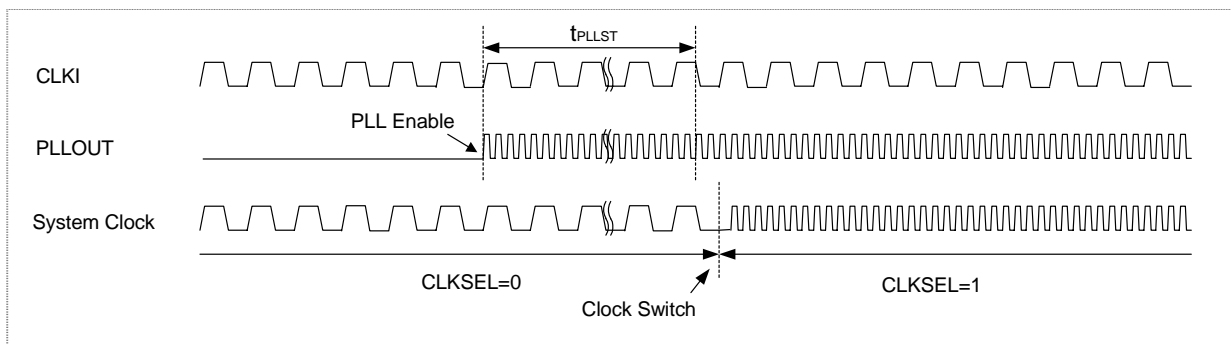 tPLLST
CLKI
PLL Enable
PLLOUT
System Clock
CLKSEL=0
CLKSEL=1
Clock Switch